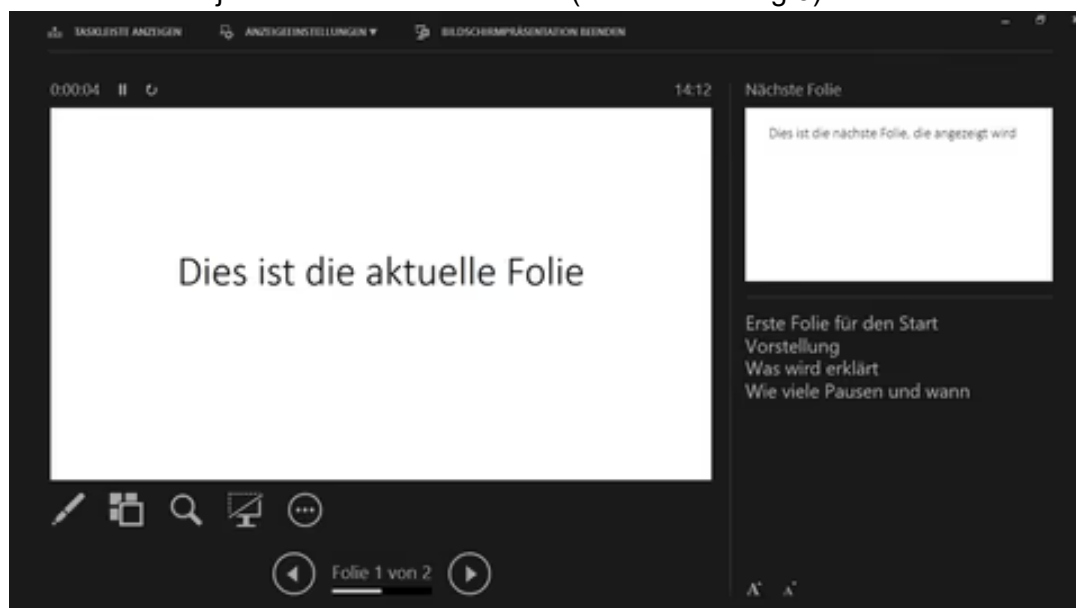 TASKLEISTE ANZEIGEN
ANZEIGEEINSTELLUNGEN
BILDSCHIRMPRÄSENTATION BEENDEN
0:00:04
14:12
Dies ist die aktuelle Folie
Folie 1 von 2
Nächste Folie
Dies ist die nächste Folie, die angezeigt wird
Erste Folie für den Start
Vorstellung
Was wird erklärt
Wie viele Pausen und wann
A A